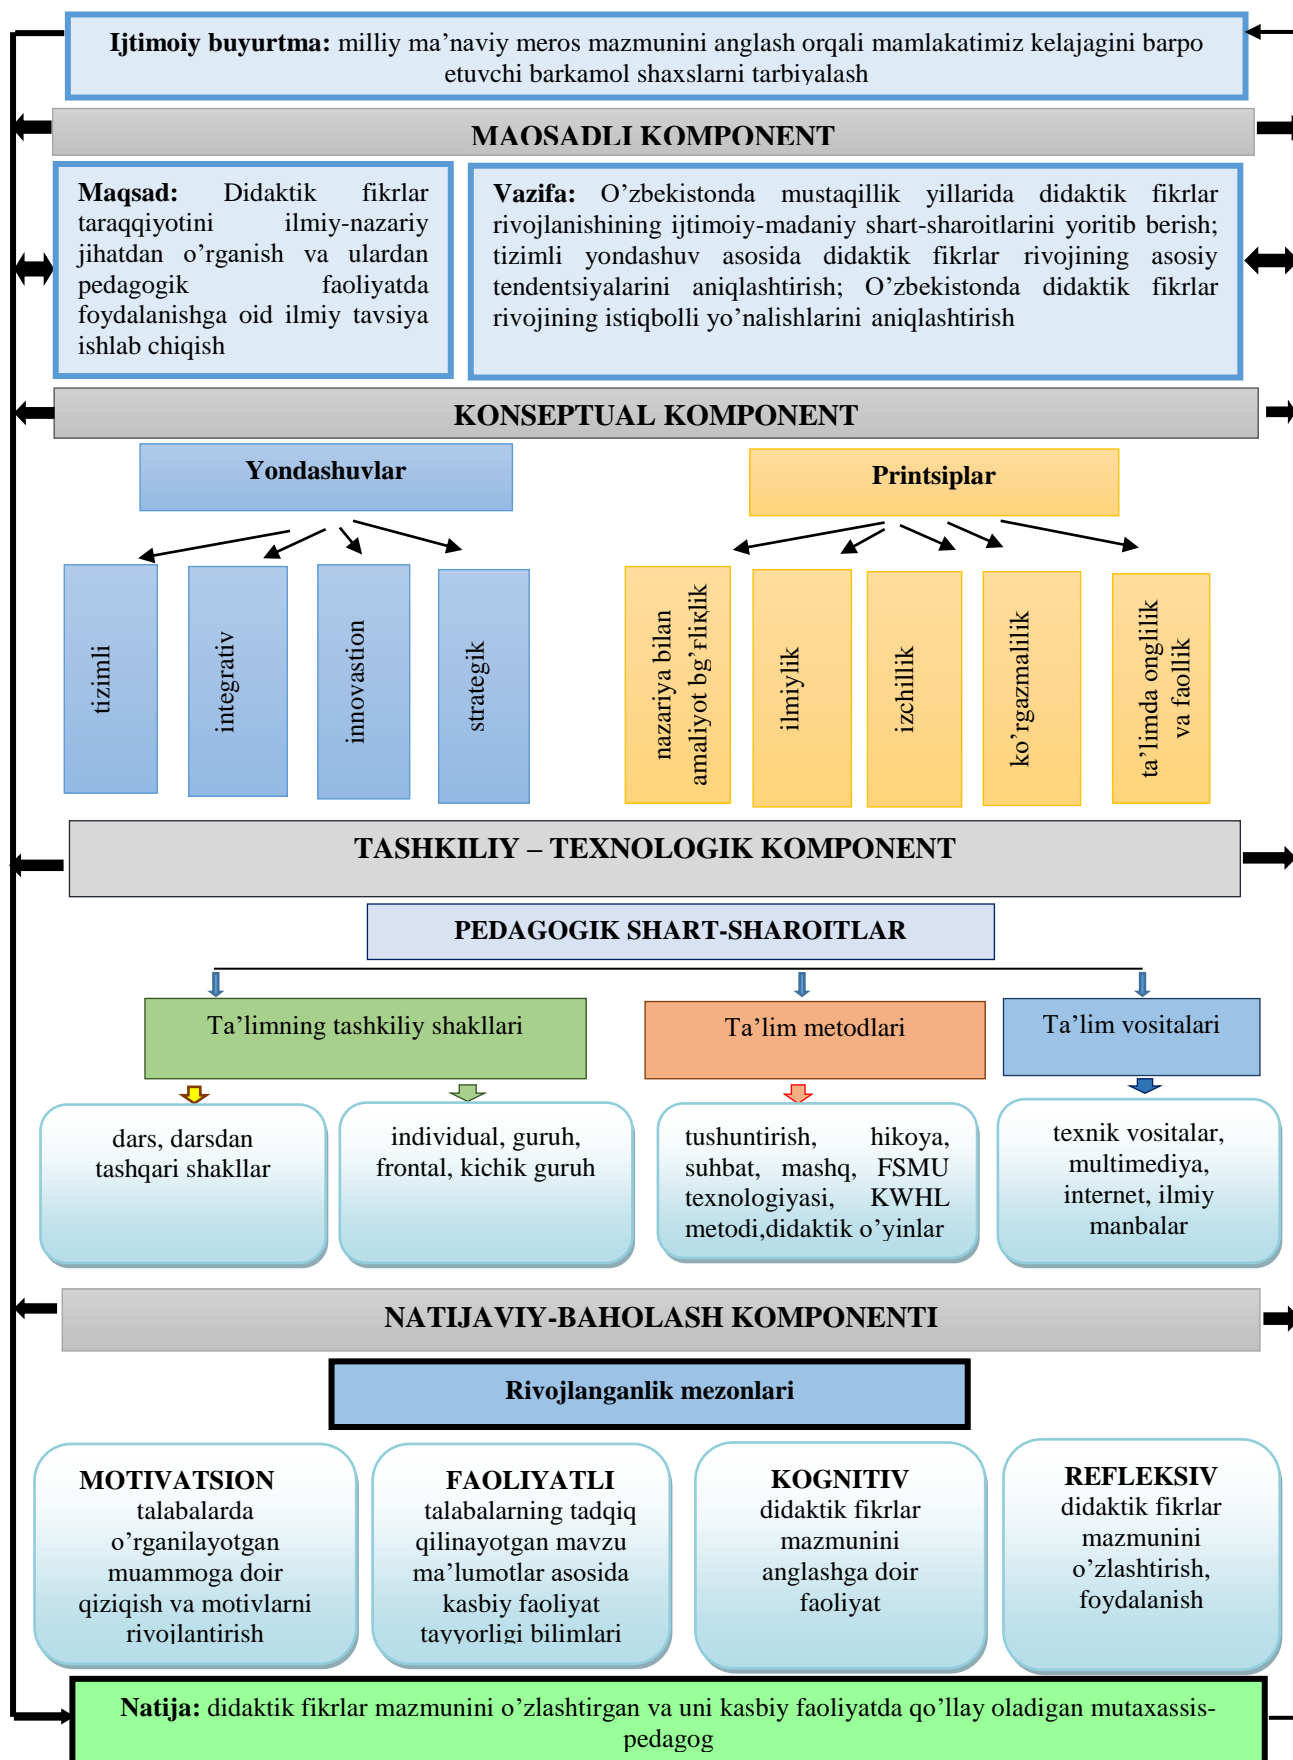 Ijtimoiy buyurtma: milliy ma’naviy meros mazmunini anglash orqali mamlakatimiz kelajagini barpo
etuvchi barkamol shaxslarni tarbiyalash
MAQSADLI KOMPONENT
Maqsad: Didaktik fikrlar
taraqqiyotini ilmiy-nazariy
jihatdan o’rganish va ulardan
pedagogik faoliyatda
foydalanishga oid ilmiy tavsiya
ishlab chiqish
Vazifa: O’zbekistonda mustaqillik yillarida didaktik fikrlar
rivojlanishining ijtimoiy-madaniy shart-sharoitlarini yoritib berish;
tizimli yondashuv asosida didaktik fikrlar rivojining asosiy
tendentsiyalarini aniqlashtirish; O’zbekistonda didaktik fikrlar
rivojining istiqbolli yo’nalishlarini aniqlashtirish
KONSEPTUAL KOMPONENT
Yondashuvlar
Printsiplar
tizimli
integrativ
innovastion
strategik
nazariya bilan
amaliyot bg’ғliқlik
ilmiylik
izchillik
ko’rgazmalilik
ta’limda onglilik
va faollik
TASHKILIY – TEXNOLOGIK KOMPONENT
PEDAGOGIK SHART-SHAROITLAR
Ta’limning tashkiliy shakllari
Ta’lim metodlari
Ta’lim vositalari
dars, darsdan
tashqari shakllar
individual, guruh,
frontal, kichik guruh
tushuntirish, hikoya,
suhbat, mashq, FSMU
texnologiyasi, KWHL
metodi,didaktik o’yinlar
texnik vositalar,
multimediya,
internet, ilmiy
manbalar
NATIJAVIY-BAHOLASH KOMPONENTI
Rivojlanganlik mezonlari
MOTIVATSION
talabalarda
o’rganilayotgan
muammoga doir
qiziqish va motivlarni
rivojlantirish
FAOLIYATLI
talabalarning tadqiq
qilinayotgan mavzu
ma’lumotlar asosida
kasbiy faoliyat
tayyorligi bilimlari
KOGNITIV
didaktik fikrlar
mazmunini
anglashga doir
faoliyat
REFLEKSIV
didaktik fikrlar
mazmunini
o’zlashtirish,
foydalanish
Natija: didaktik fikrlar mazmunini o’zlashtirgan va uni kasbiy faoliyatda qo’llay oladigan mutaxassis-
pedagog